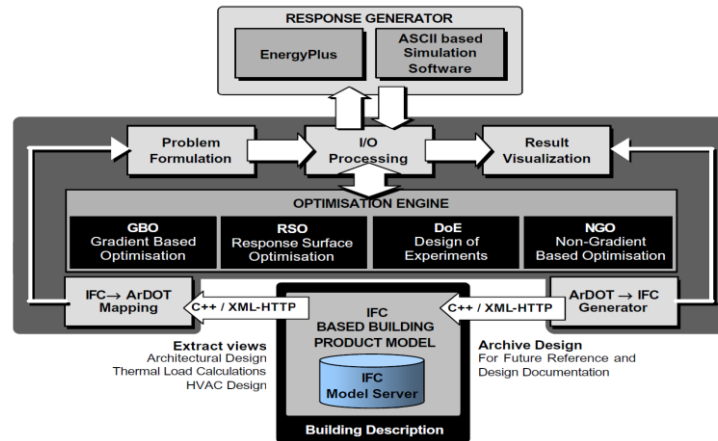 RESPONSE GENERATOR
EnergyPlus
ASCII based
Simulation
Software
Problem
Formulation
I/O
Processing
Result
Visualization
OPTIMISATION ENGINE
GBO
Gradient Based
Optimisation
RSO
Response Surface
Optimisation
DoE
Design of
Experiments
NGO
Non-Gradient
Based Optimisation
IFC→ ArDOT
Mapping
C++ / XML-HTTP
IFC
BASED BUILDING
PRODUCT MODEL
C++ / XML-HTTP
ArDOT → IFC
Generator
Extract views
Architectural Design
Thermal Load Calculations
HVAC Design
IFC
Model Server
Archive Design
For Future Reference and
Design Documentation
Building Description